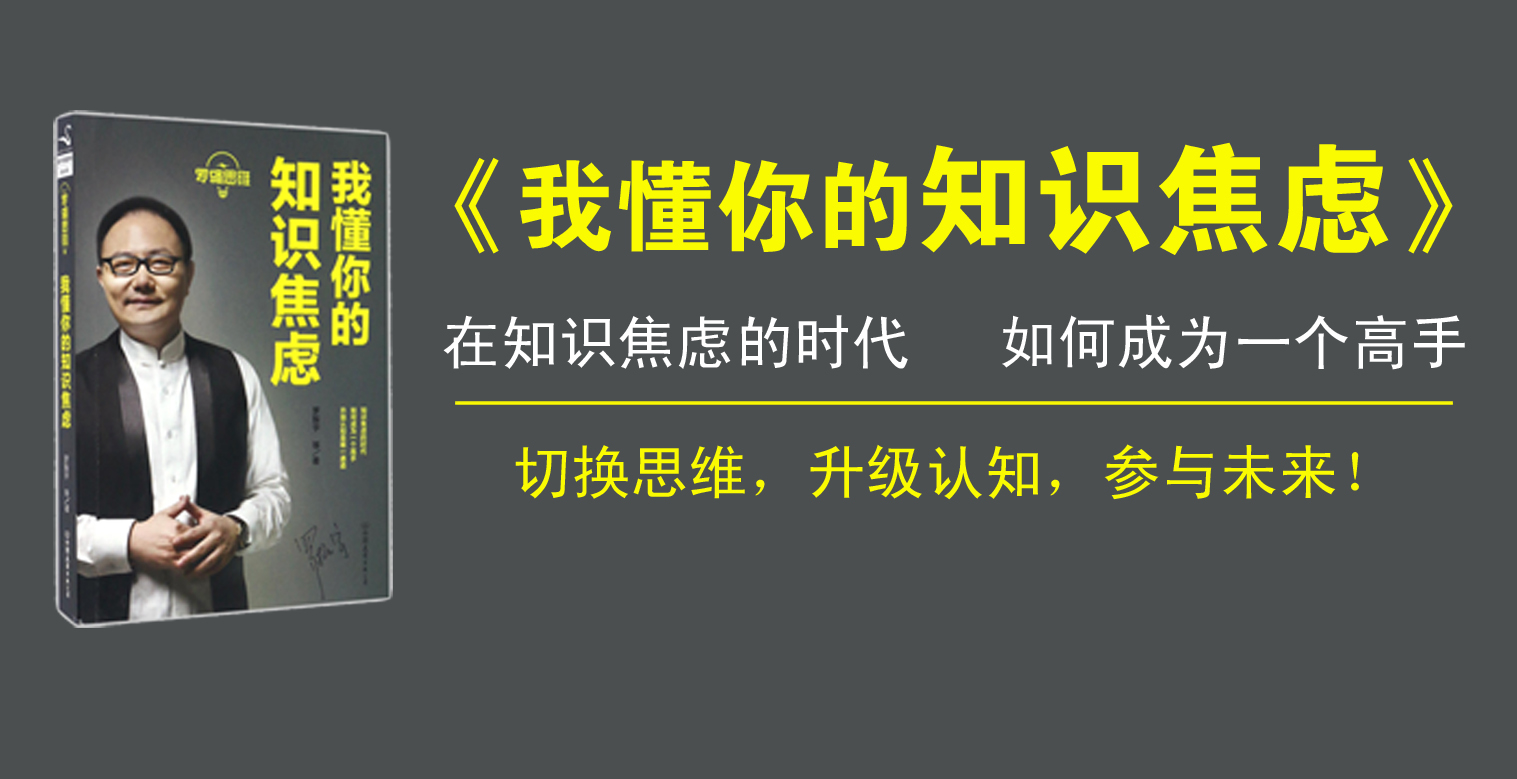 罗辑思维
我懂你的
知识焦虑
我懂你的知识焦虑
《我懂你的知识焦虑》
在知识焦虑的时代 如何成为一个高手
切换思维，升级认知，参与未来！